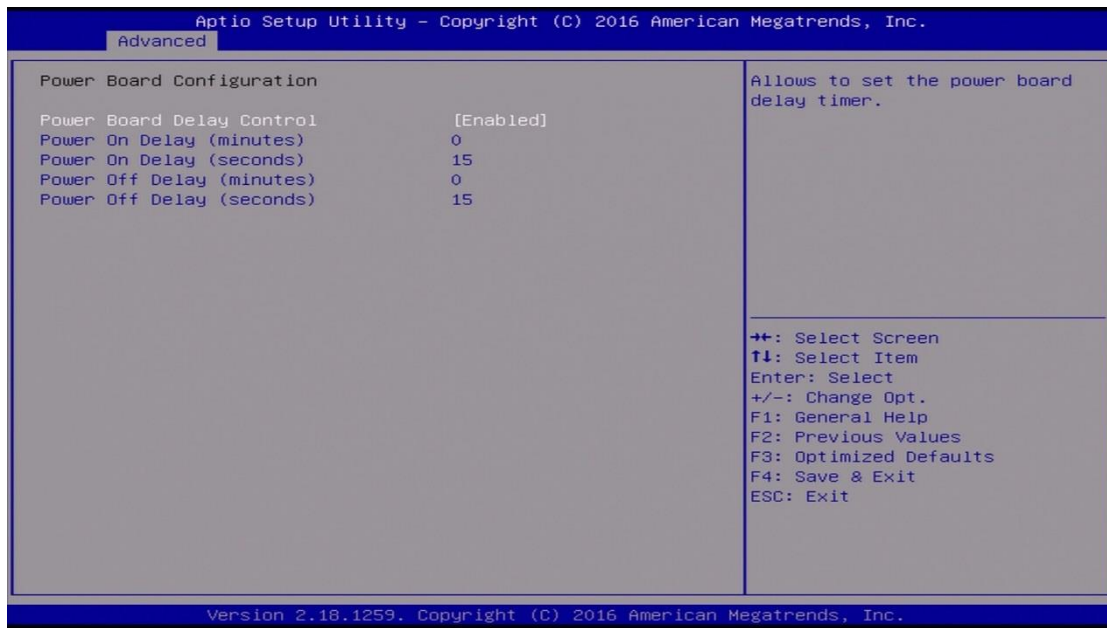 Aptio Setup Utility – Copyright (C) 2016 American Megatrends, Inc.
Advanced
Power Board Configuration
Power Board Delay Control [Enabled]
Power On Delay (minutes) 0
Power On Delay (seconds) 15
Power Off Delay (minutes) 0
Power Off Delay (seconds) 15
Allows to set the power board
delay timer.
→←: Select Screen
↑↓: Select Item
Enter: Select
+/-: Change Opt.
F1: General Help
F2: Previous Values
F3: Optimized Defaults
F4: Save & Exit
ESC: Exit
Version 2.18.1259. Copyright (C) 2016 American Megatrends, Inc.